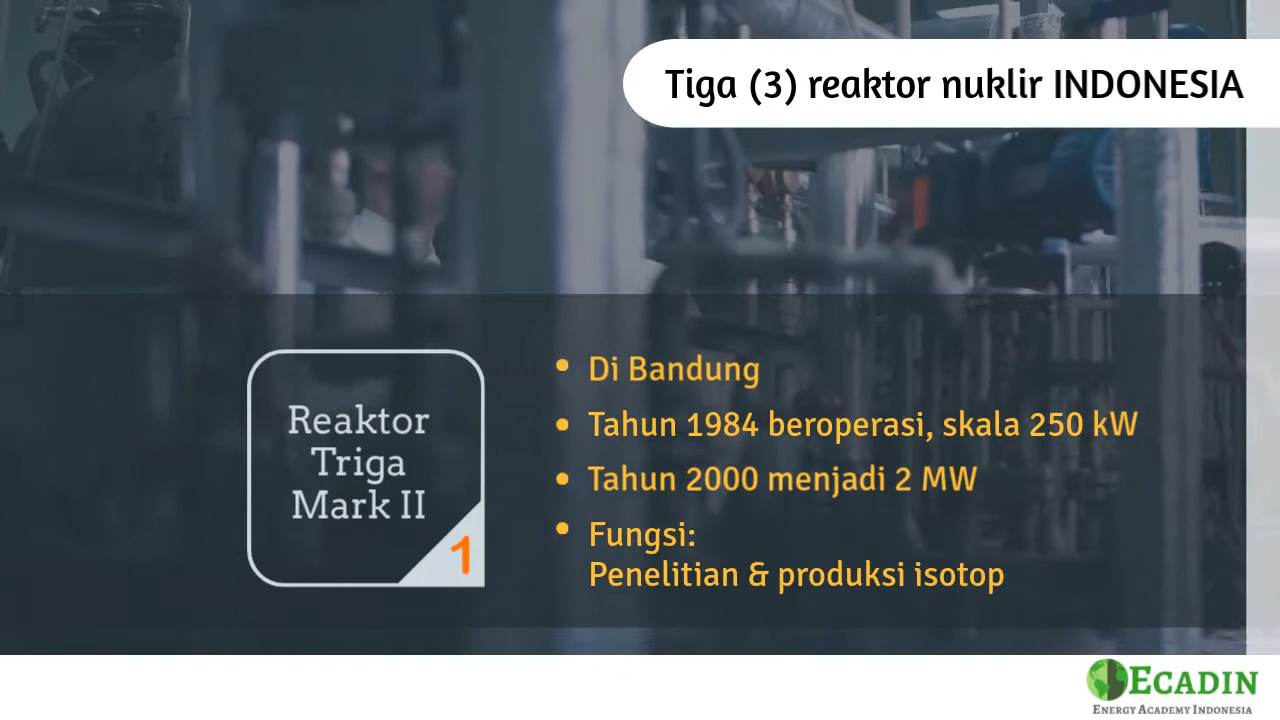 Tiga (3) reaktor nuklir INDONESIA
Reaktor
Triga
Mark II
1
• Di Bandung
• Tahun 1984 beroperasi, skala 250 kW
• Tahun 2000 menjadi 2 MW
• Fungsi:
Penelitian & produksi isotop
ECADIN
ENERGY ACADEMY INDONESIA